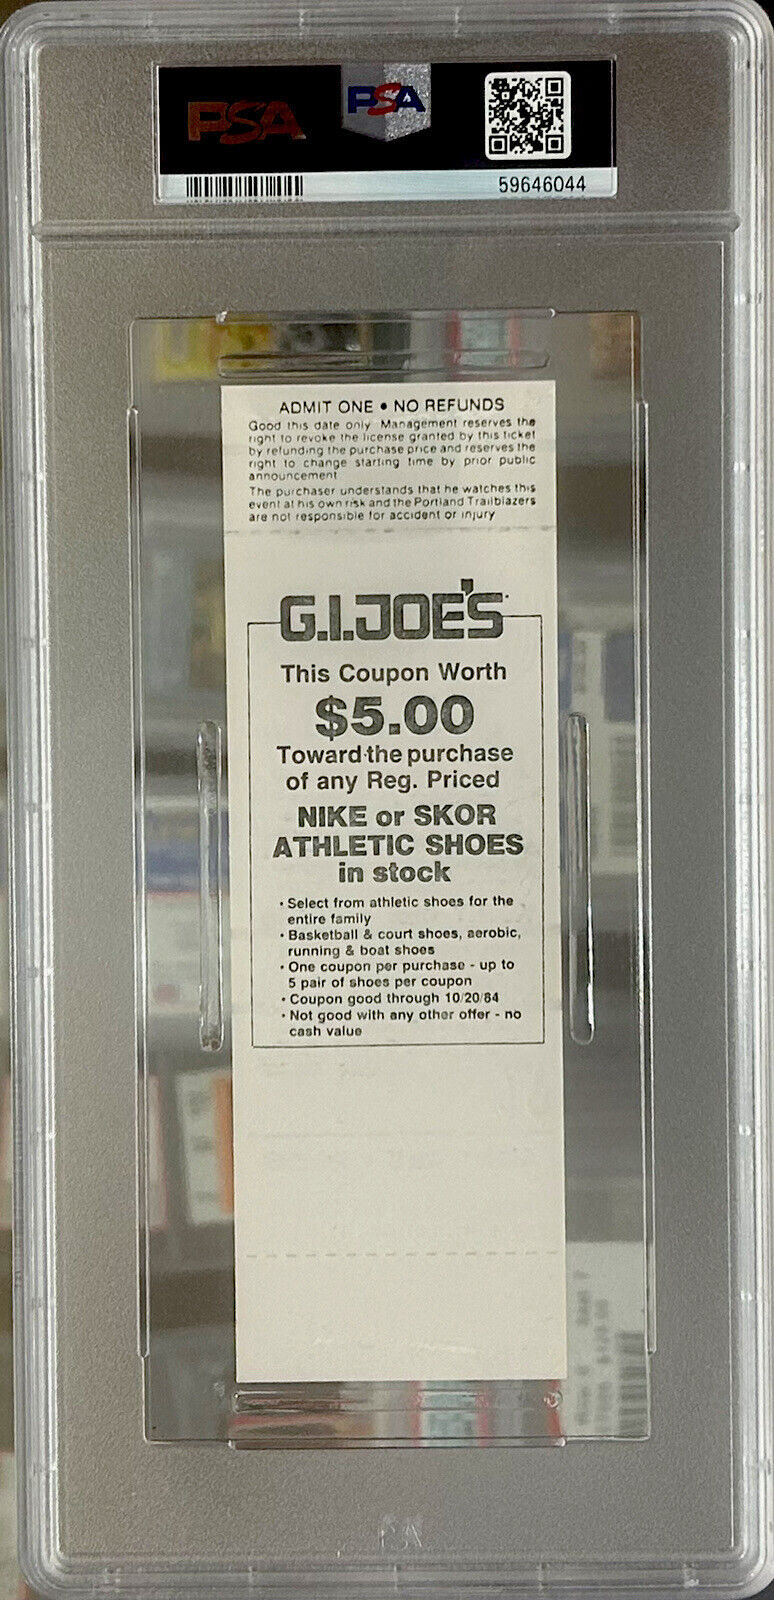 PSA
PSA
59646044
ADMIT ONE • NO REFUNDS
Good this date only Management reserves the
right to revoke the license granted by this ticket
by refunding the purchase price and reserves the
right to change starting time by prior public
announcement
The purchaser understands that he watches this
event at his own risk and the Portland Trailblazers
are not responsible for accident or injury
G.I.JOE'S
This Coupon Worth
$5.00
Toward the purchase
of any Reg. Priced
NIKE or SKOR
ATHLETIC SHOES
in stock
• Select from athletic shoes for the
entire family
• Basketball & court shoes, aerobic,
running & boat shoes
• One coupon per purchase - up to
5 pair of shoes per coupon
• Coupon good through 10/20/84
• Not good with any other offer - no
cash value
PSA